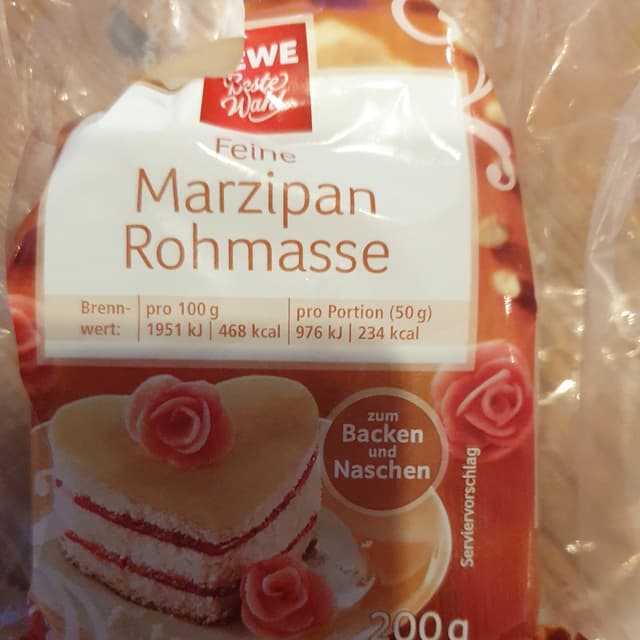 EWE
Beste
Wahl
Feine
Marzipan
Rohmasse
Brenn-
wert:
pro 100 g
1951 kJ | 468 kcal
pro Portion (50 g)
976 kJ | 234 kcal
zum
Backen
und
Naschen
Serviervorschlag
200g